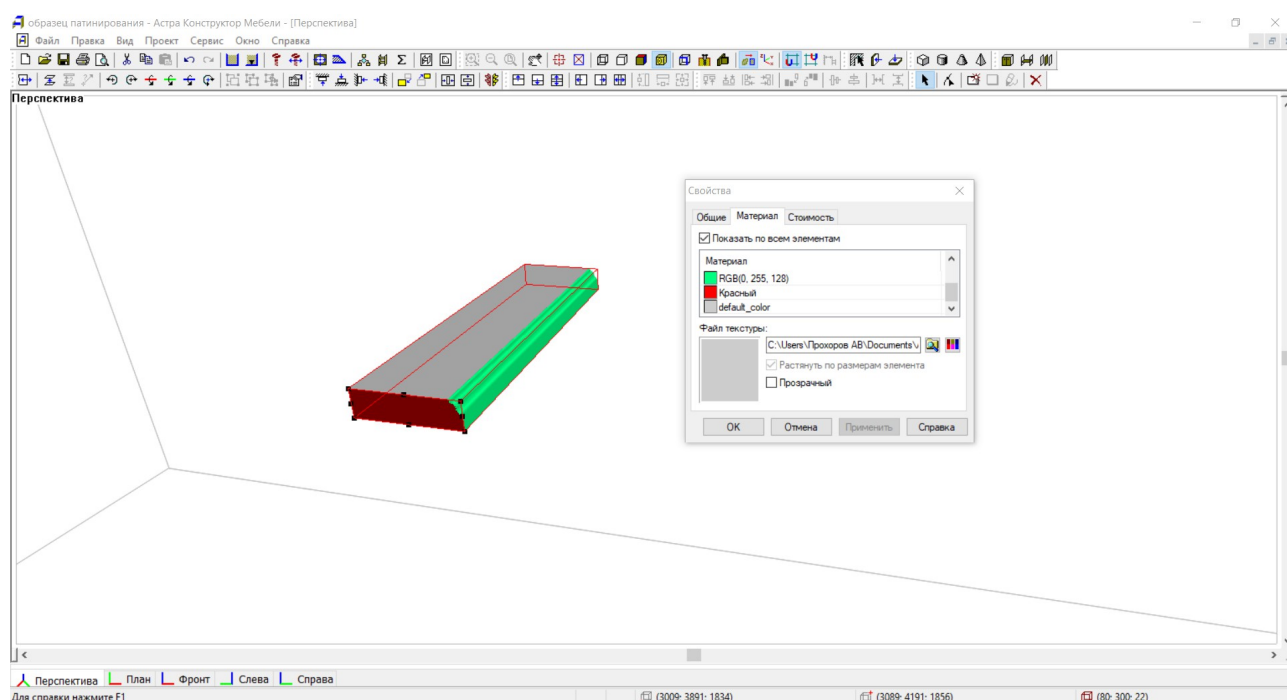 образец патинирования - Астра Конструктор Мебели - [Перспектива]
Файл Правка Вид Проект Сервис Окно Справка
Перспектива
Свойства
Общие Материал Стоимость
Показать по всем элементам
Материал
RGB(0, 255, 128)
Красный
default_color
Файл текстуры:
C:\Users\Прохоров АВ\Documents\
Растянуть по размерам элемента
Прозрачный
ОК Отмена Применить Справка
Перспектива План Фронт Слева Справа
Для справки нажмите F1 (3009; 3891; 1834) (3089; 4191; 1856) (80; 300; 22)